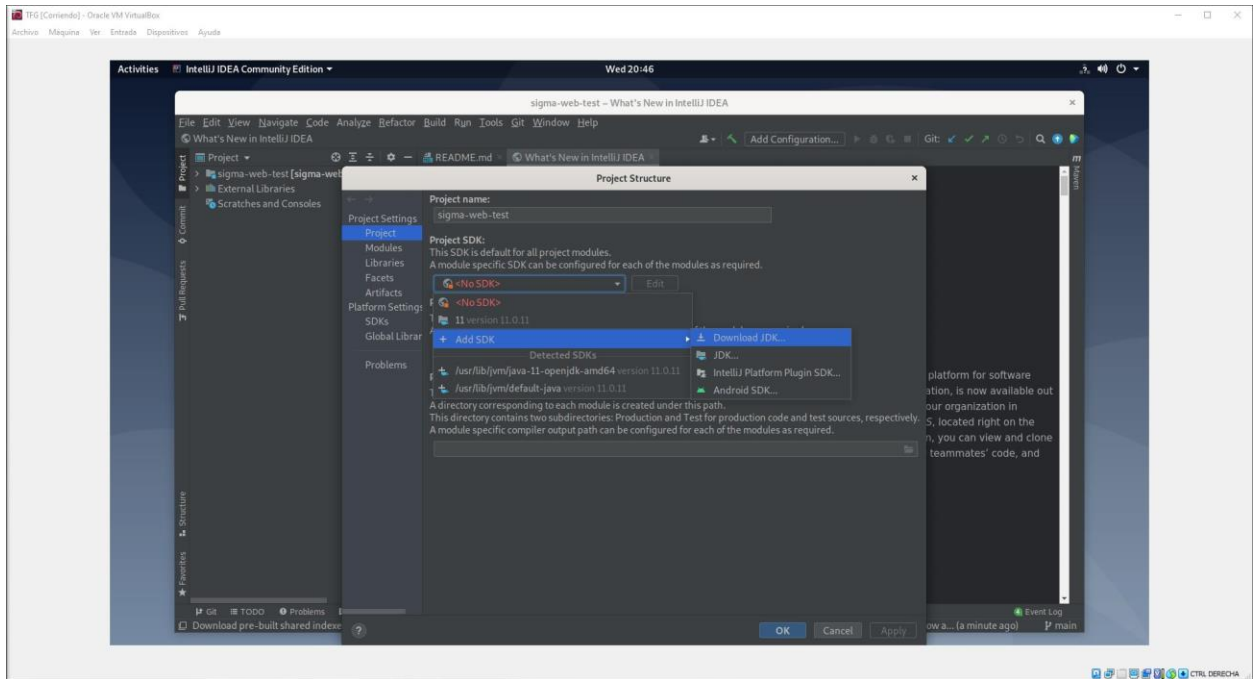 TFG [Corriendo] - Oracle VM VirtualBox
Archivo Máquina Ver Entrada Dispositivos Ayuda
Activities IntelliJ IDEA Community Edition Wed 20:46
sigma-web-test – What's New in IntelliJ IDEA
File Edit View Navigate Code Analyze Refactor Build Run Tools Git Window Help
What's New in IntelliJ IDEA Add Configuration... Git:
Project README.md What's New in IntelliJ IDEA m
sigma-web-test [sigma-web
External Libraries
Scratches and Consoles
Project
Commit
Pull Requests
Structure
Favorites
Maven
Project Structure
Project Settings
Project
Modules
Libraries
Facets
Artifacts
Platform Settings
SDKs
Global Librar
Problems
Project name:
sigma-web-test
Project SDK:
This SDK is default for all project modules.
A module specific SDK can be configured for each of the modules as required.
<No SDK> Edit
<No SDK>
11 version 11.0.11
+ Add SDK
Detected SDKs
/usr/lib/jvm/java-11-openjdk-amd64 version 11.0.11
/usr/lib/jvm/default-java version 11.0.11
Download JDK...
JDK...
IntelliJ Platform Plugin SDK...
Android SDK...
A directory corresponding to each module is created under this path.
This directory contains two subdirectories: Production and Test for production code and test sources, respectively.
A module specific compiler output path can be configured for each of the modules as required.
platform for software
ation, is now available out
our organization in
S, located right on the
n, you can view and clone
teammates' code, and
? OK Cancel Apply
Git TODO Problems Event Log
Download pre-built shared indexe ow a... (a minute ago) main
CTRL DERECHA